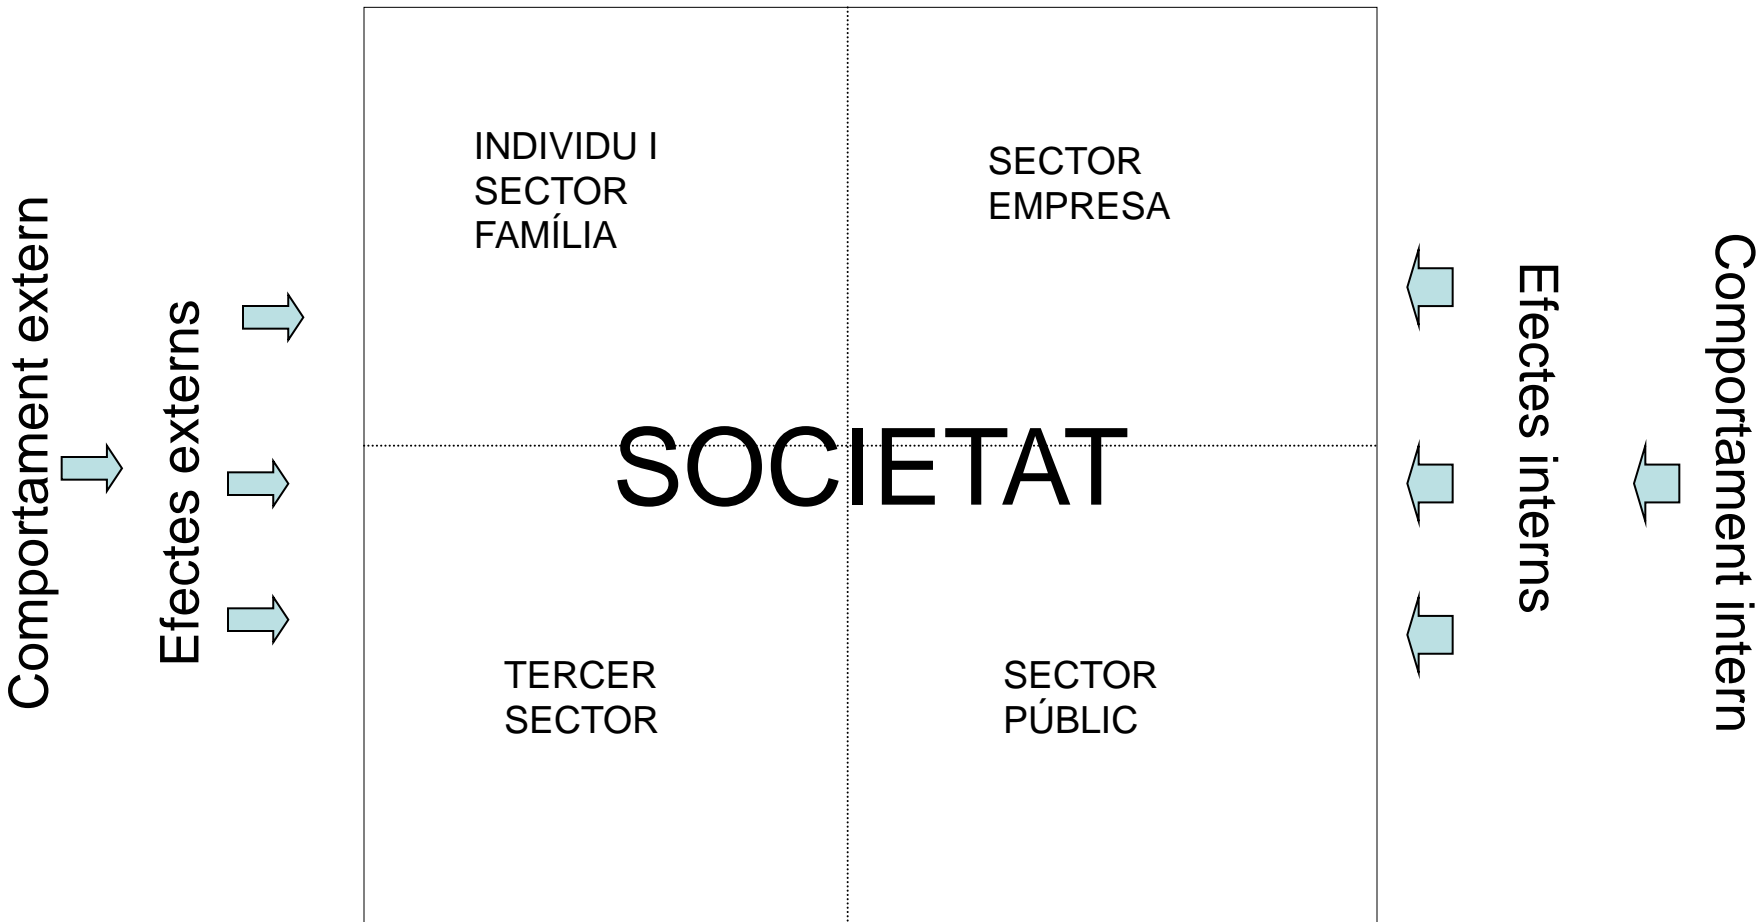 Comportament extern
Efectes externs
INDIVIDU I
SECTOR
FAMÍLIA
SECTOR
EMPRESA
SOCIETAT
TERCER
SECTOR
SECTOR
PÚBLIC
Efectes interns
Comportament intern